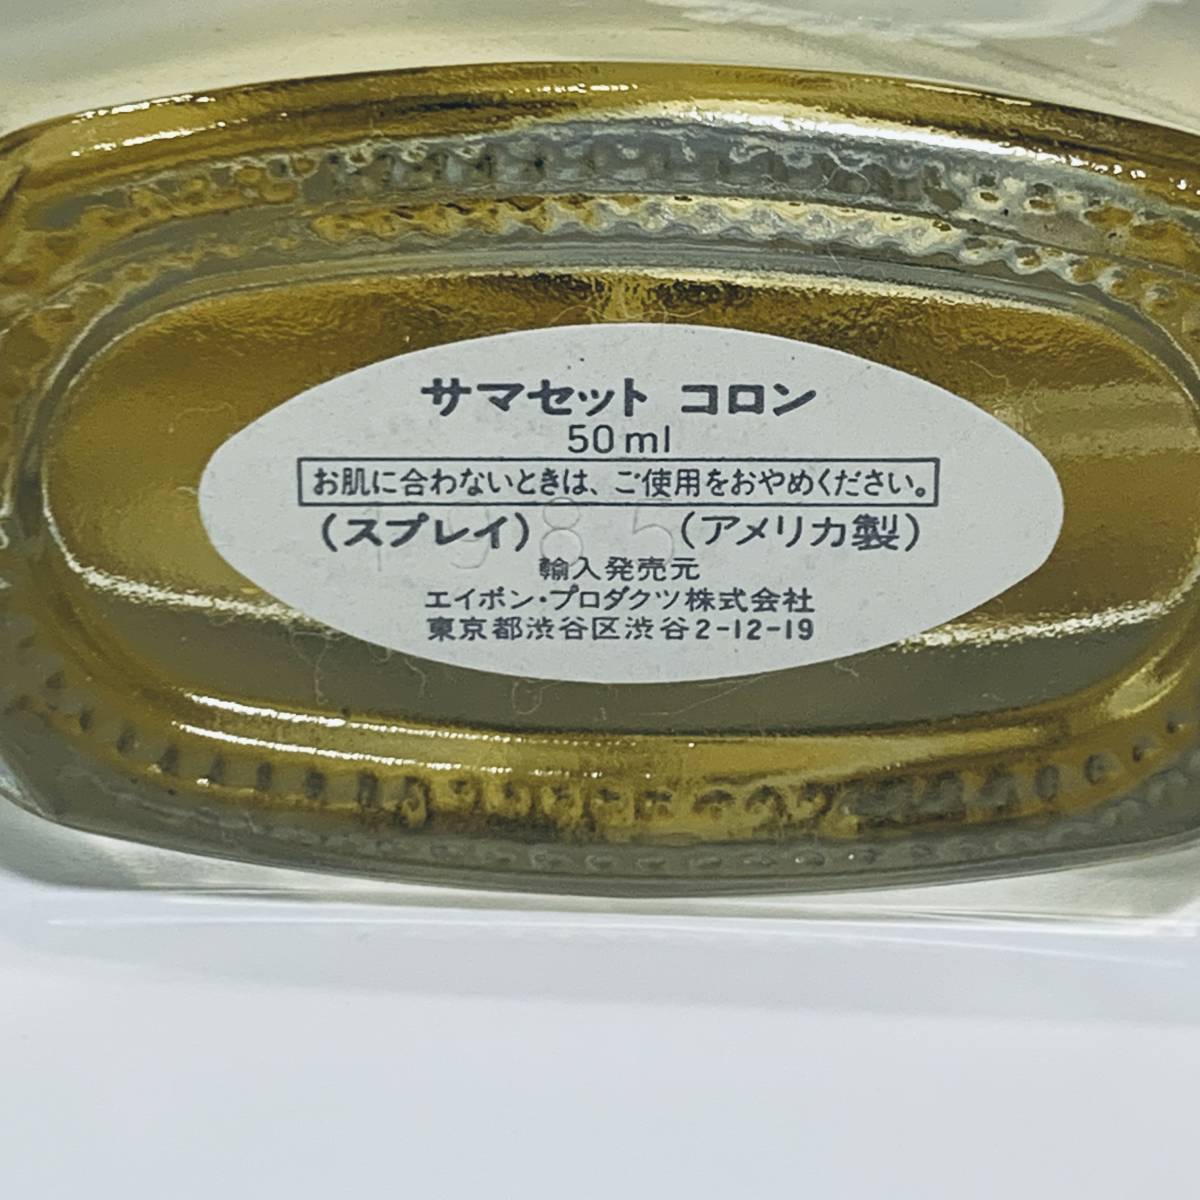 サマセット コロン
50ml
お肌に合わないときは、ご使用をおやめください。
(スプレイ) (アメリカ製)
1985
輸入発売元
エイボン・プロダクツ株式会社
東京都渋谷区渋谷2-12-19